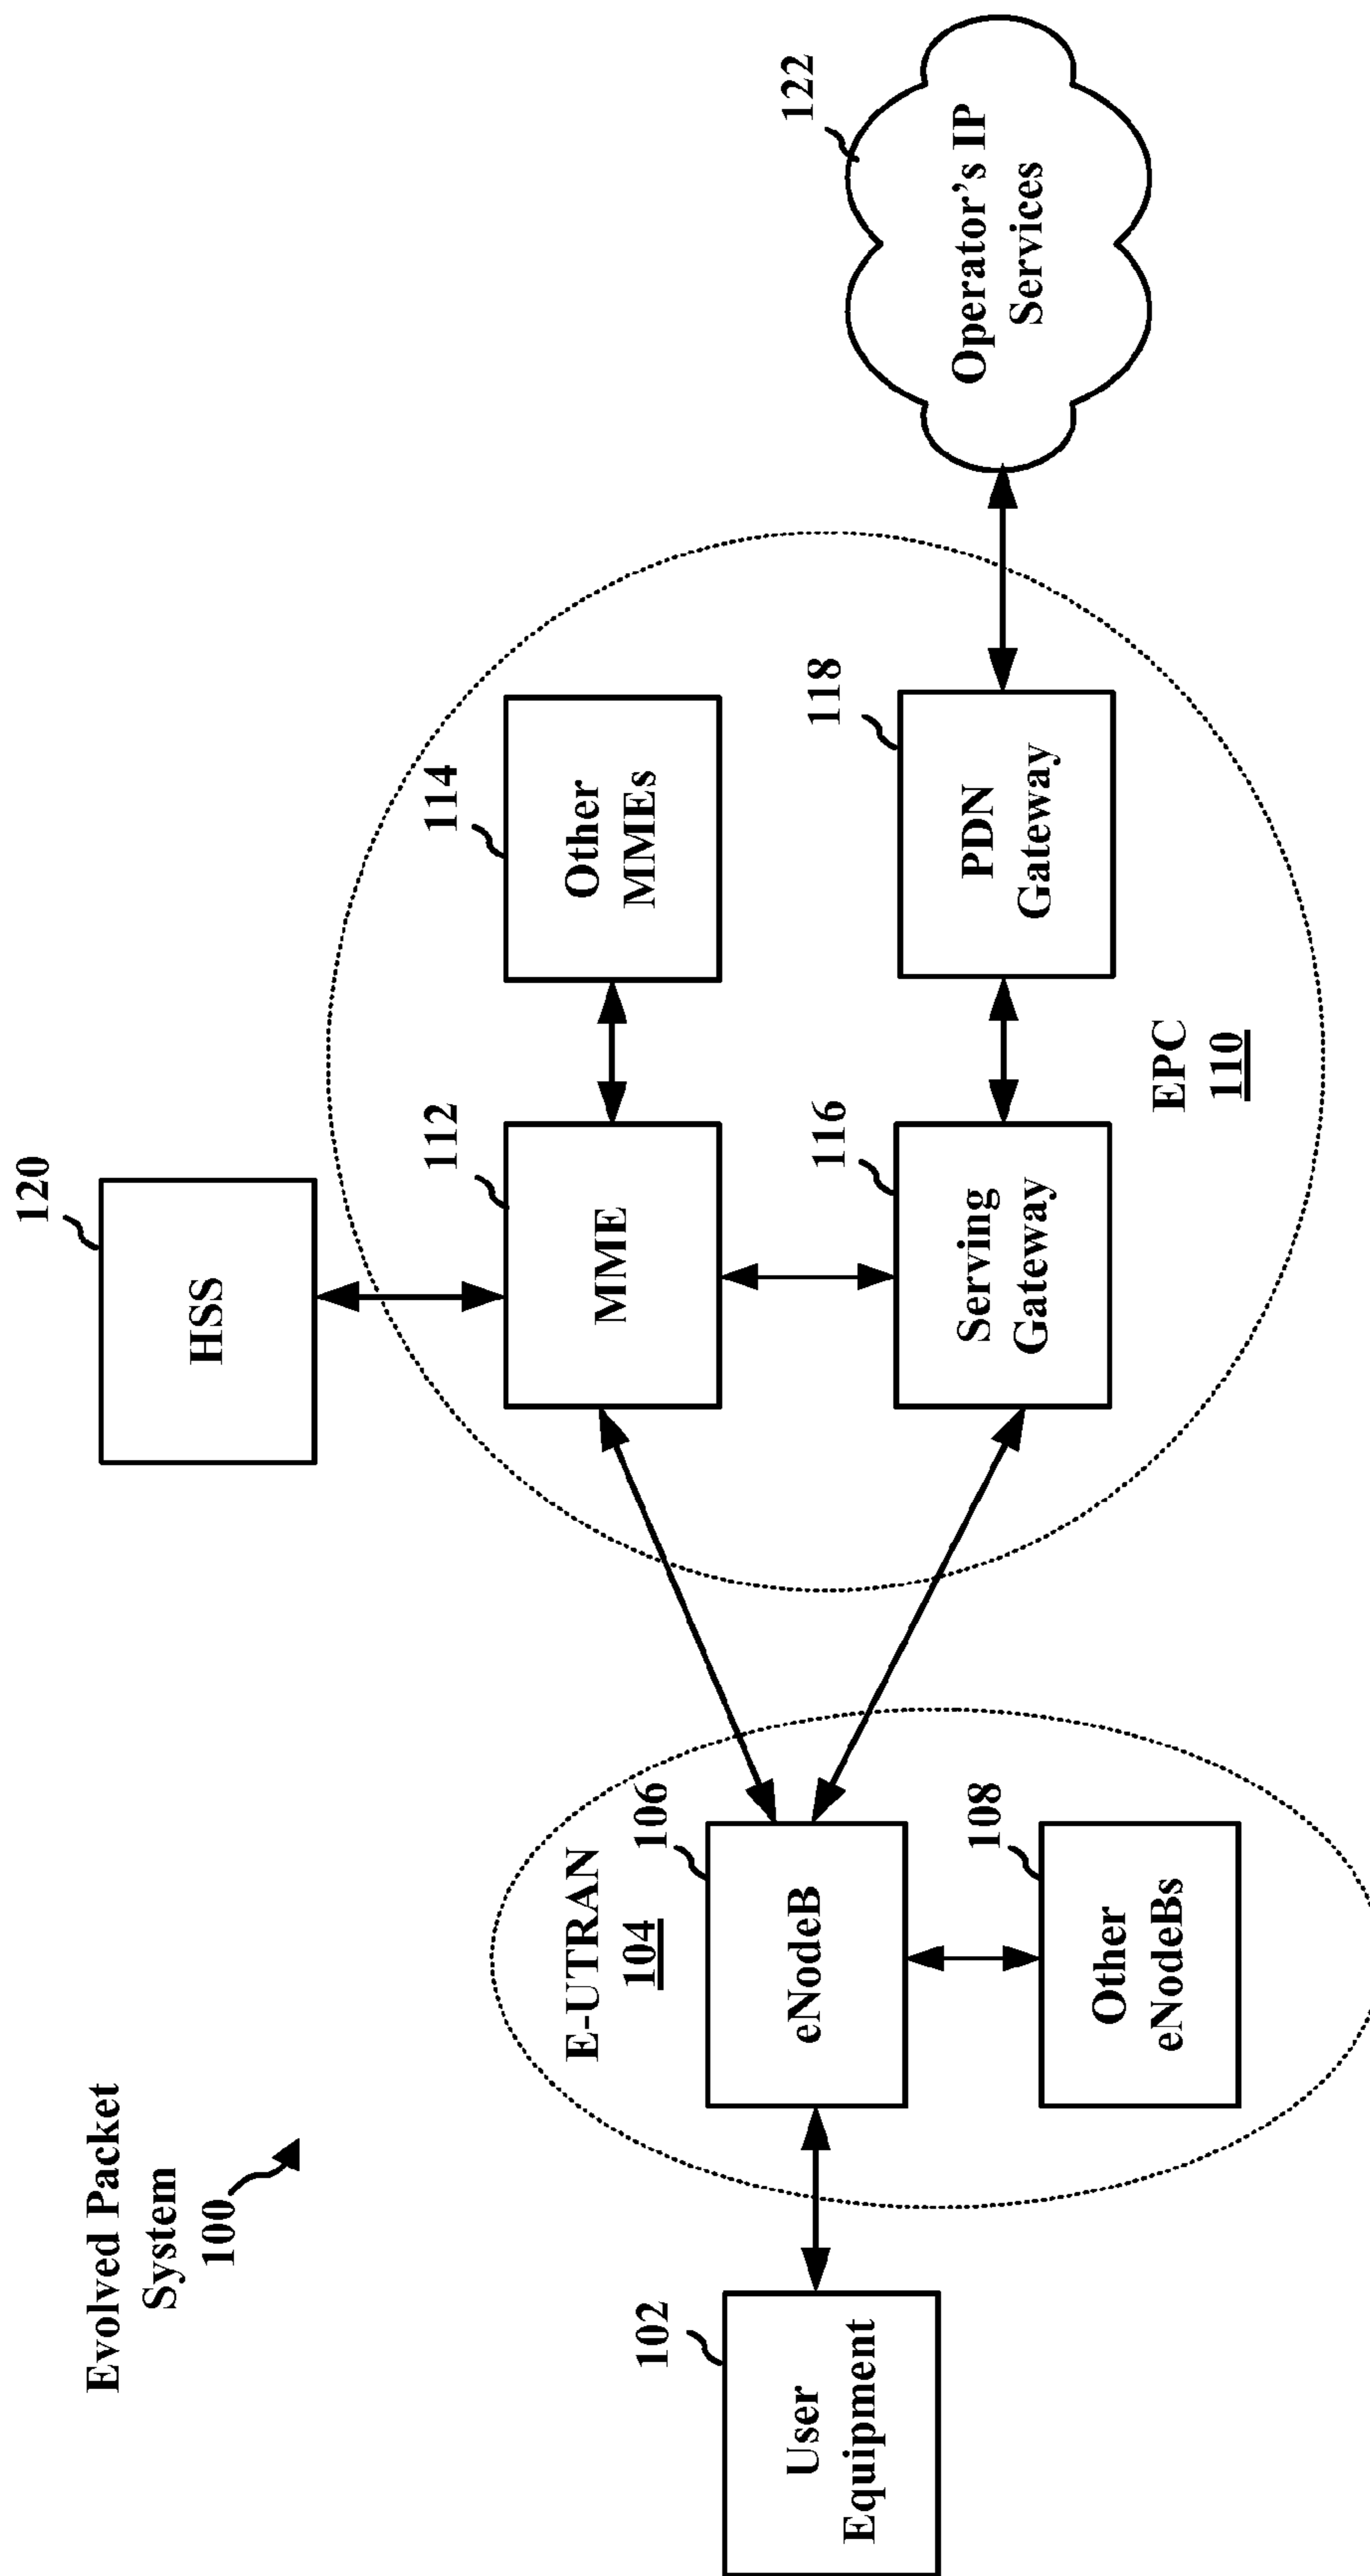 Evolved Packet
System
100
120
HSS
E-UTRAN
104
102
User
Equipment
106
eNodeB
108
Other
eNodeBs
112
MME
114
Other
MMEs
116
Serving
Gateway
118
PDN
Gateway
EPC
110
122
Operator’s IP
Services